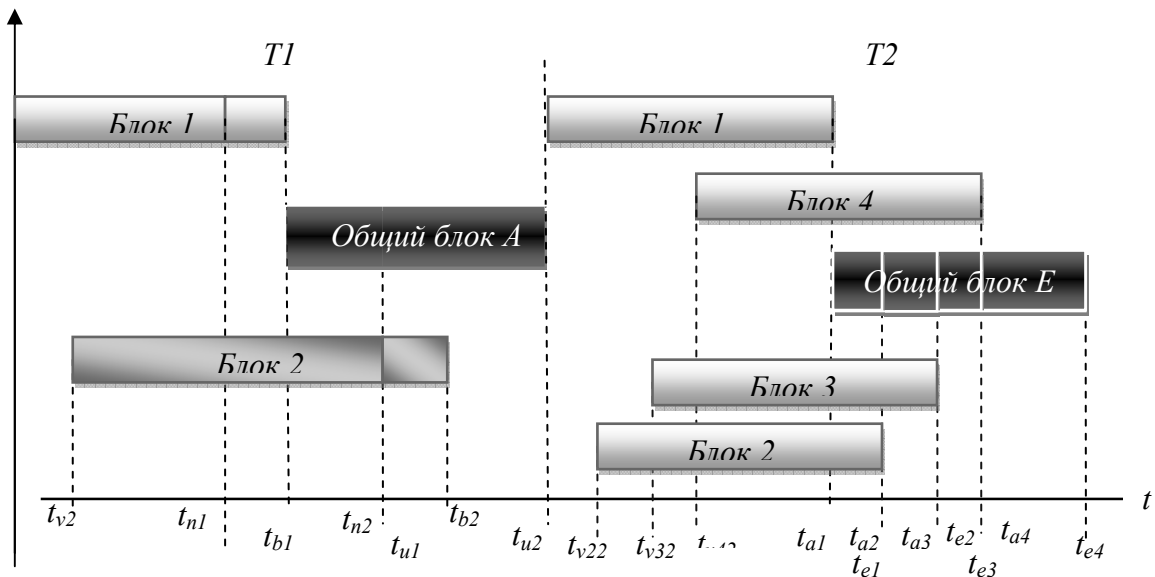 T1 T2
Блок 1 Блок 1
Блок 4
Общий блок А
Общий блок Е
Блок 2
Блок 3
Блок 2
tv2 tn1 tb1 tn2 tu1 tb2 tu2 tv22 tv32 ta1 ta2 ta3 te2 ta4 te4 t
te1 te3